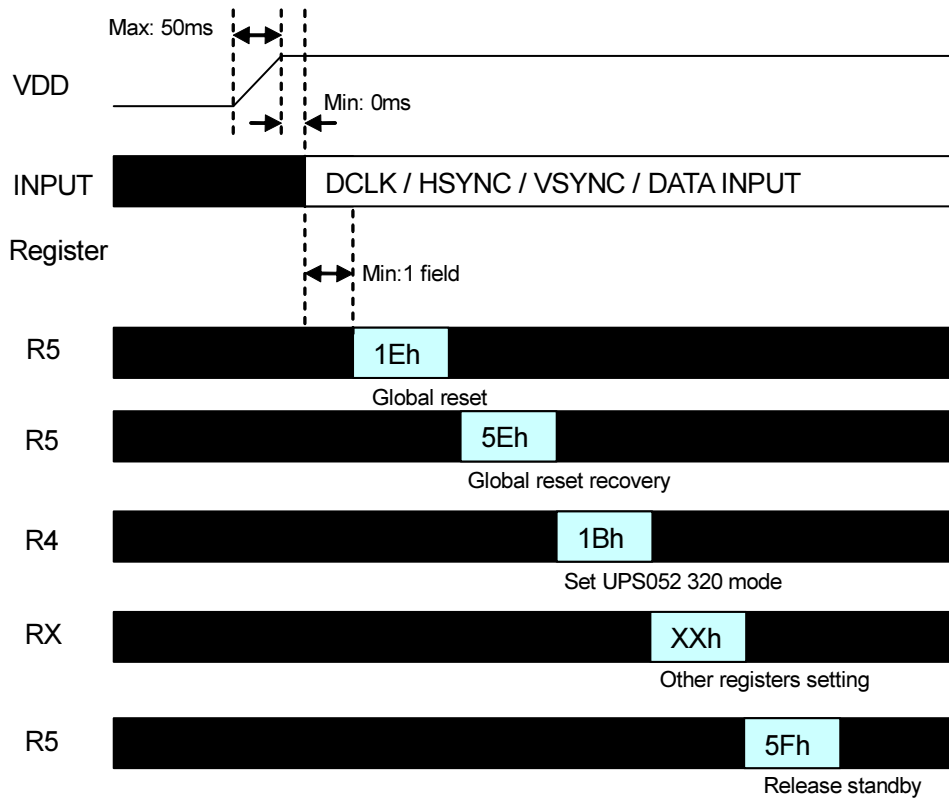 Max: 50ms
VDD
Min: 0ms
INPUT
DCLK / HSYNC / VSYNC / DATA INPUT
Register
Min:1 field
R5
1Eh
Global reset
R5
5Eh
Global reset recovery
R4
1Bh
Set UPS052 320 mode
RX
XXh
Other registers setting
R5
5Fh
Release standby